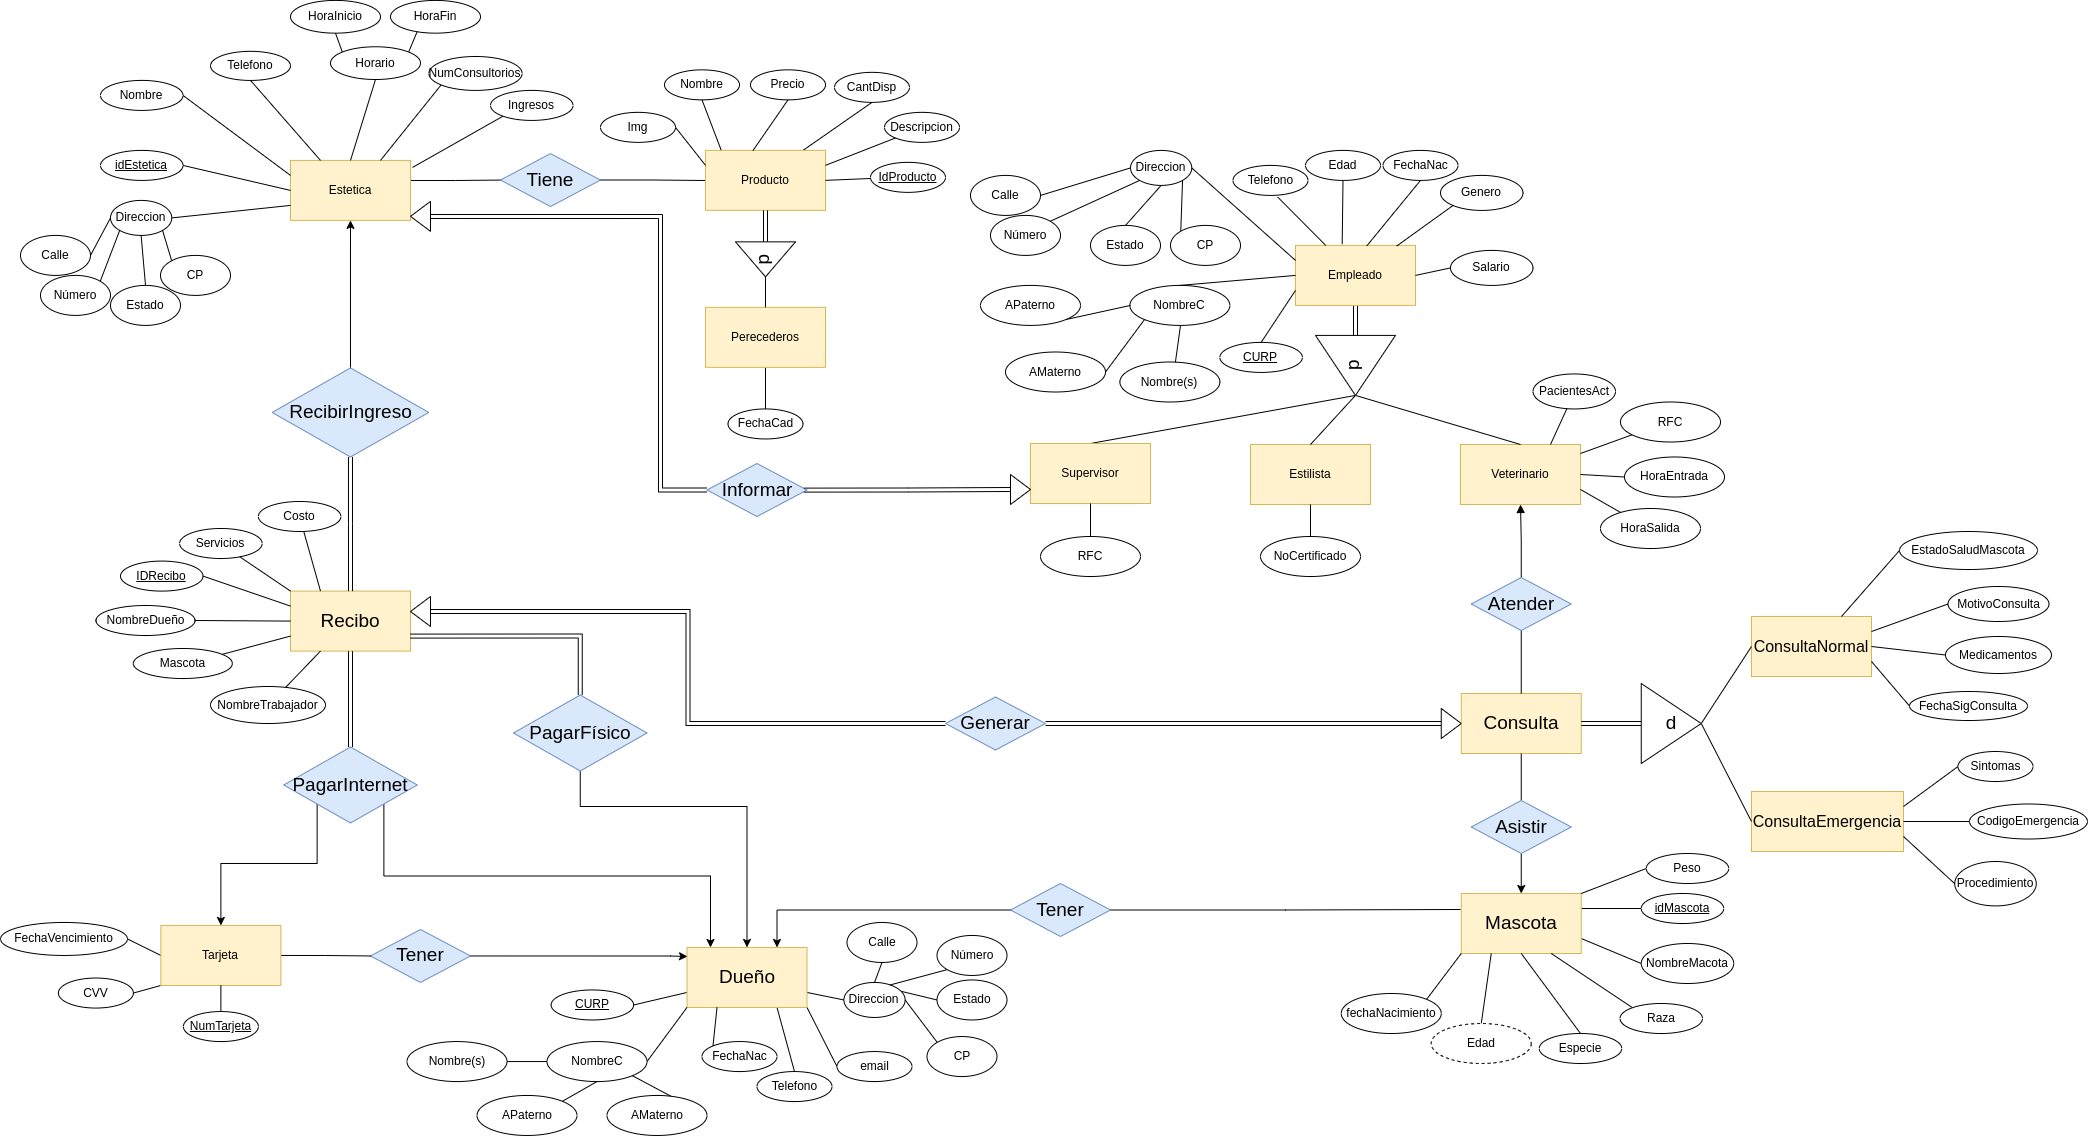 HoraInicio
HoraFin
Telefono
Horario
NumConsultorios
Nombre
Ingresos
idEstetica
Estetica
Direccion
Calle
Número
Estado
CP
Tiene
Nombre
Precio
CantDisp
Img
Descripcion
IdProducto
Producto
d
Perecederos
FechaCad
Direccion
Calle
Número
Estado
CP
Telefono
Edad
FechaNac
Genero
Salario
Empleado
APaterno
NombreC
AMaterno
Nombre(s)
CURP
d
Supervisor
RFC
Estilista
NoCertificado
Veterinario
PacientesAct
RFC
HoraEntrada
HoraSalida
RecibirIngreso
Informar
Costo
Servicios
IDRecibo
NombreDueño
Mascota
NombreTrabajador
Recibo
PagarFísico
PagarInternet
Generar
Atender
Consulta
d
ConsultaNormal
EstadoSaludMascota
MotivoConsulta
Medicamentos
FechaSigConsulta
ConsultaEmergencia
Sintomas
CodigoEmergencia
Procedimiento
Asistir
Mascota
Peso
idMascota
NombreMacota
Raza
Especie
Edad
fechaNacimiento
Tener
FechaVencimiento
Tarjeta
CVV
NumTarjeta
Tener
Dueño
CURP
Nombre(s)
NombreC
APaterno
AMaterno
FechaNac
Telefono
email
Direccion
Calle
Número
Estado
CP